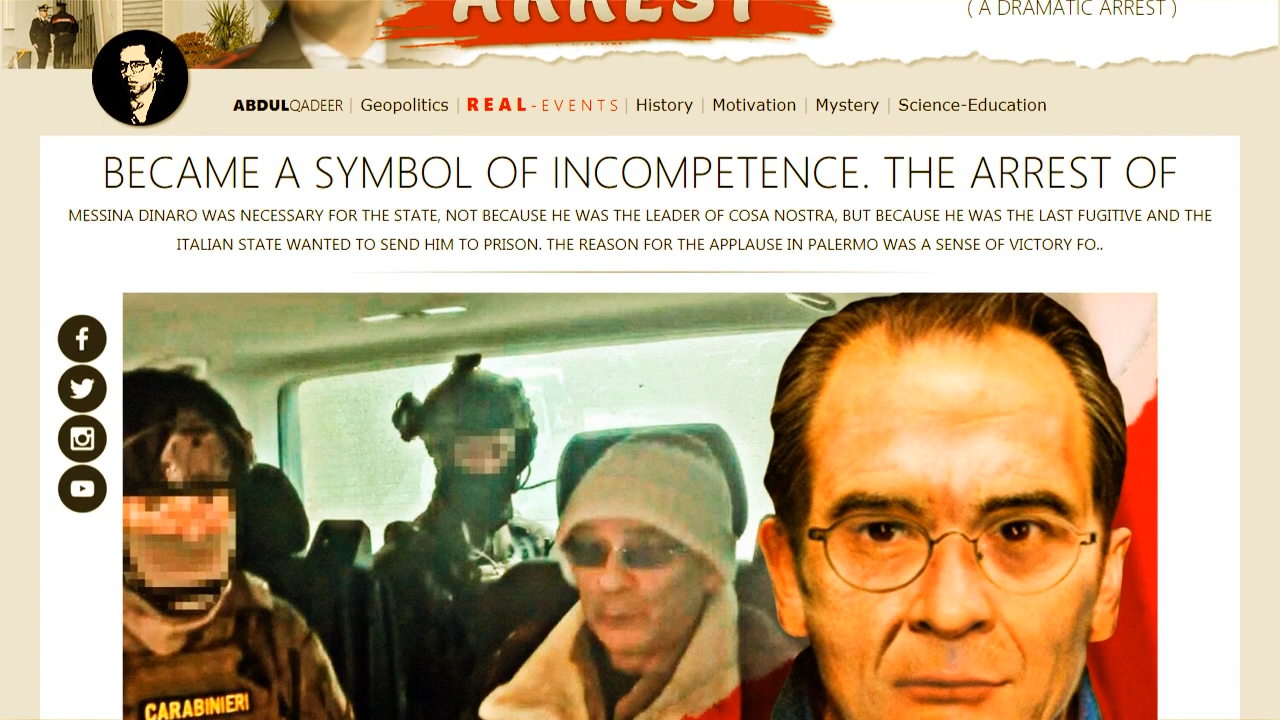 ARREST
( A DRAMATIC ARREST )
ABDULQADEER | Geopolitics | REAL-EVENTS | History | Motivation | Mystery | Science-Education
BECAME A SYMBOL OF INCOMPETENCE. THE ARREST OF
MESSINA DINARO WAS NECESSARY FOR THE STATE, NOT BECAUSE HE WAS THE LEADER OF COSA NOSTRA, BUT BECAUSE HE WAS THE LAST FUGITIVE AND THE
ITALIAN STATE WANTED TO SEND HIM TO PRISON. THE REASON FOR THE APPLAUSE IN PALERMO WAS A SENSE OF VICTORY FO..
CARABINIERI